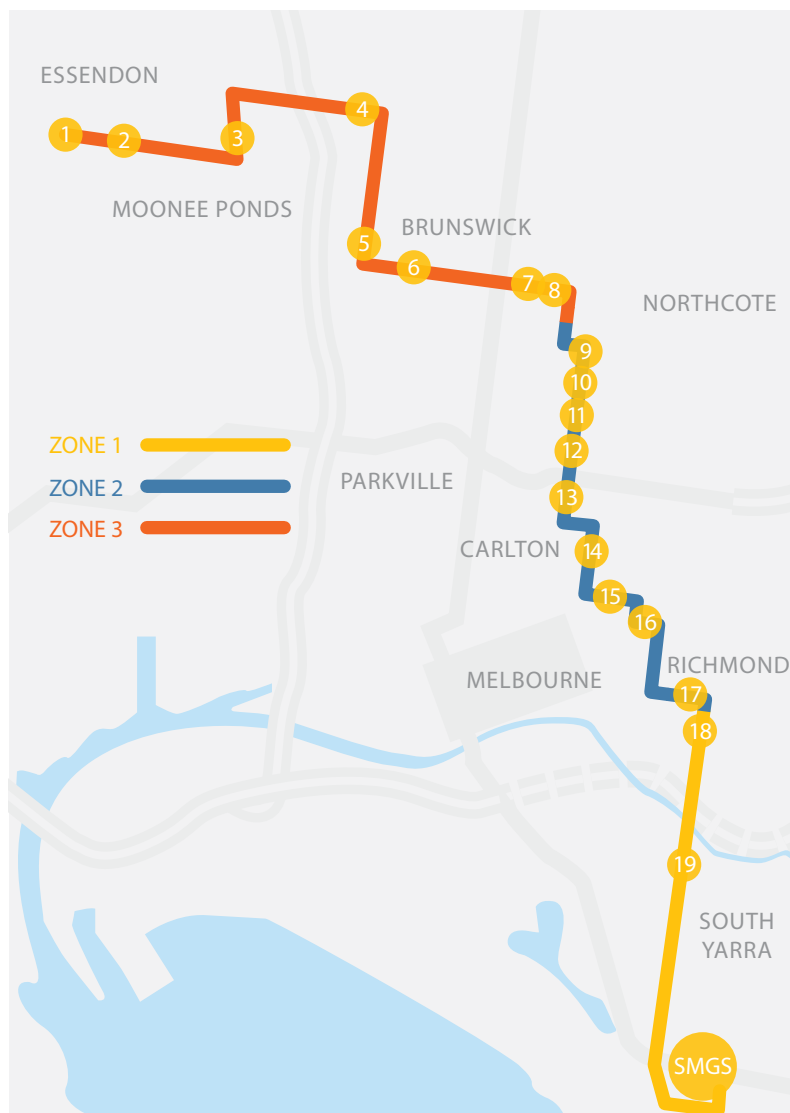 ESSENDON
1
2
3
4
MOONEE PONDS
BRUNSWICK
5
6
7
8
NORTHCOTE
9
10
11
12
ZONE 1
ZONE 2
ZONE 3
PARKVILLE
13
CARLTON
14
15
16
RICHMOND
MELBOURNE
17
18
19
SOUTH
YARRA
SMGS